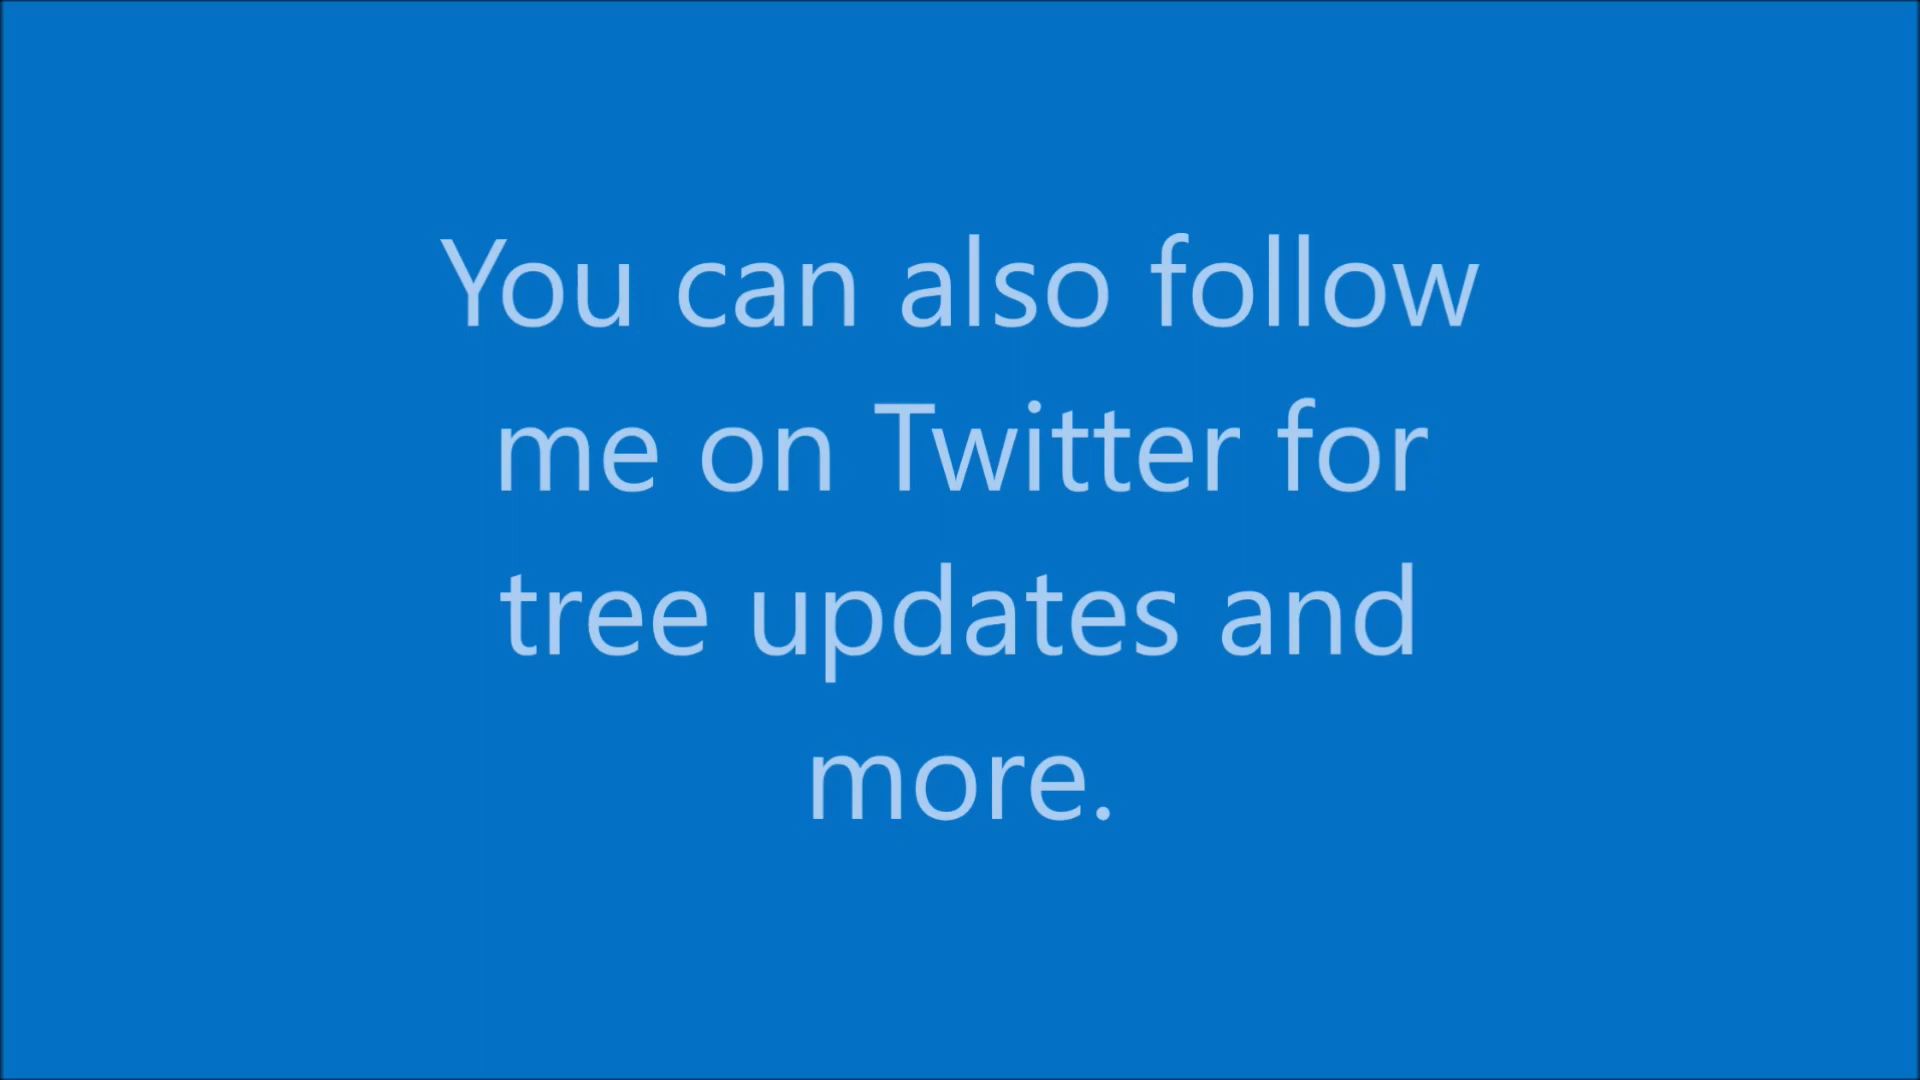 You can also follow
me on Twitter for
tree updates and
more.